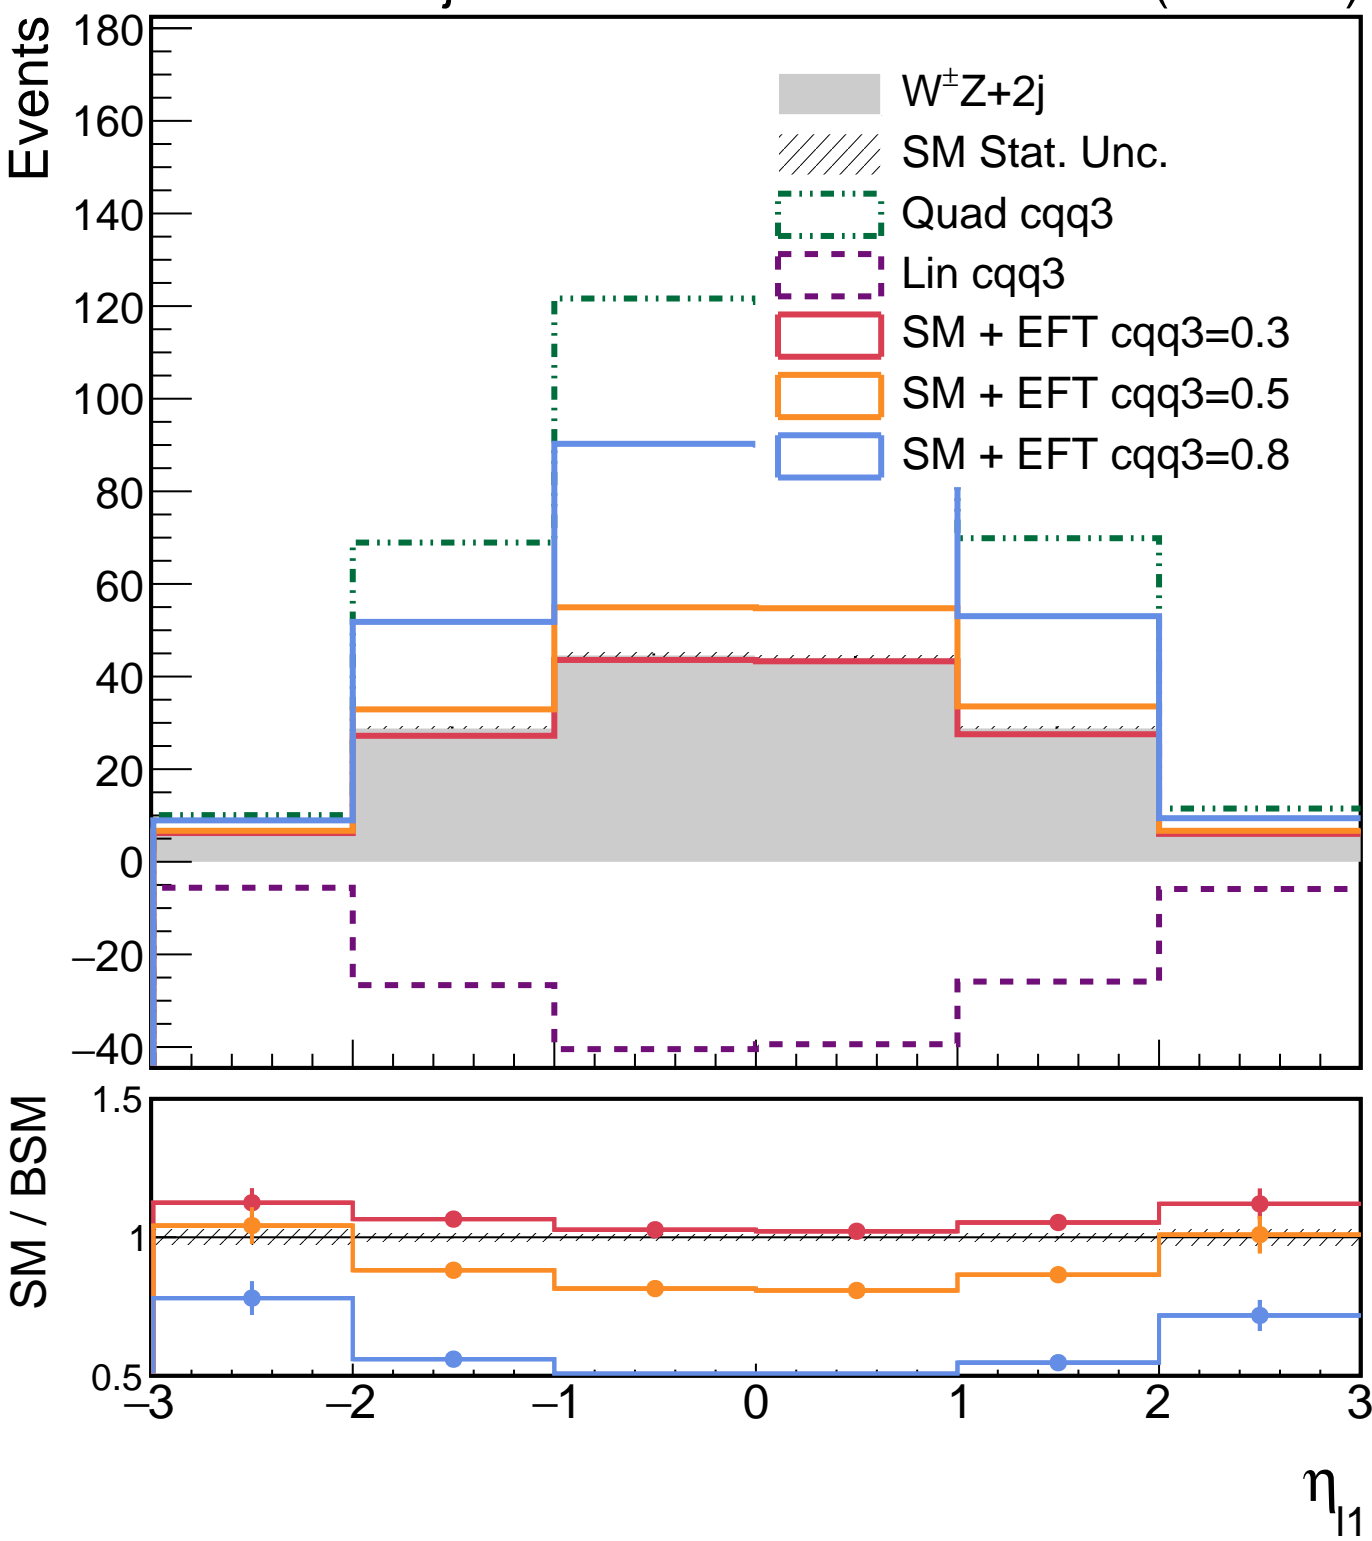 Events
180
160
140
120
100
80
60
40
20
0
−20
−40
W±Z+2j
SM Stat. Unc.
Quad cqq3
Lin cqq3
SM + EFT cqq3=0.3
SM + EFT cqq3=0.5
SM + EFT cqq3=0.8
SM / BSM
1.5
1
0.5
−3 −2 −1 0 1 2 3
ηl1